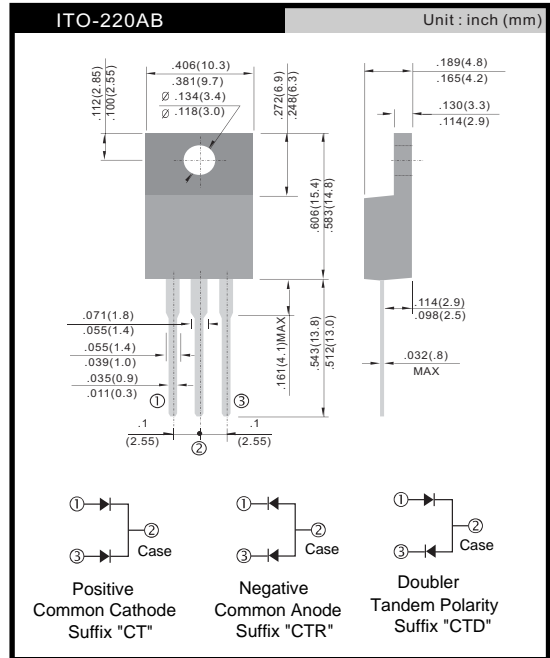 ITO-220AB
Unit : inch (mm)
.406(10.3)
.381(9.7)
Ø .134(3.4)
Ø .118(3.0)
.112(2.85)
.100(2.55)
.272(6.9)
.248(6.3)
.189(4.8)
.165(4.2)
.130(3.3)
.114(2.9)
.606(15.4)
.583(14.8)
.071(1.8)
.055(1.4)
.055(1.4)
.039(1.0)
.035(0.9)
.011(0.3)
.161(4.1)MAX
.543(13.8)
.512(13.0)
.114(2.9)
.098(2.5)
.032(.8)
MAX
①
③
.1
(2.55)
②
.1
(2.55)
①
②
③
Case
Positive
Common Cathode
Suffix "CT"
①
②
③
Case
Negative
Common Anode
Suffix "CTR"
①
②
③
Case
Doubler
Tandem Polarity
Suffix "CTD"